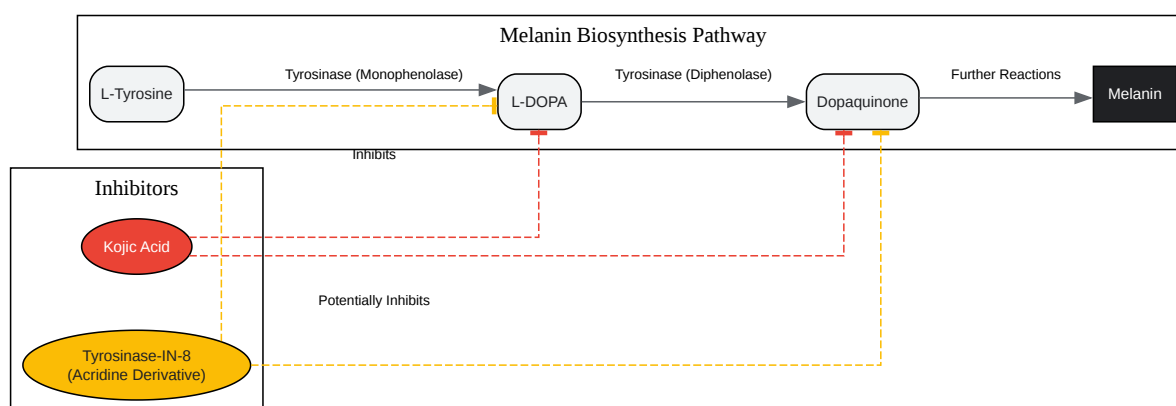 Melanin Biosynthesis Pathway
L-Tyrosine
Tyrosinase (Monophenolase)
L-DOPA
Tyrosinase (Diphenolase)
Dopaquinone
Further Reactions
Melanin
Inhibits
Inhibitors
Kojic Acid
Potentially Inhibits
Tyrosinase-IN-8
(Acridine Derivative)